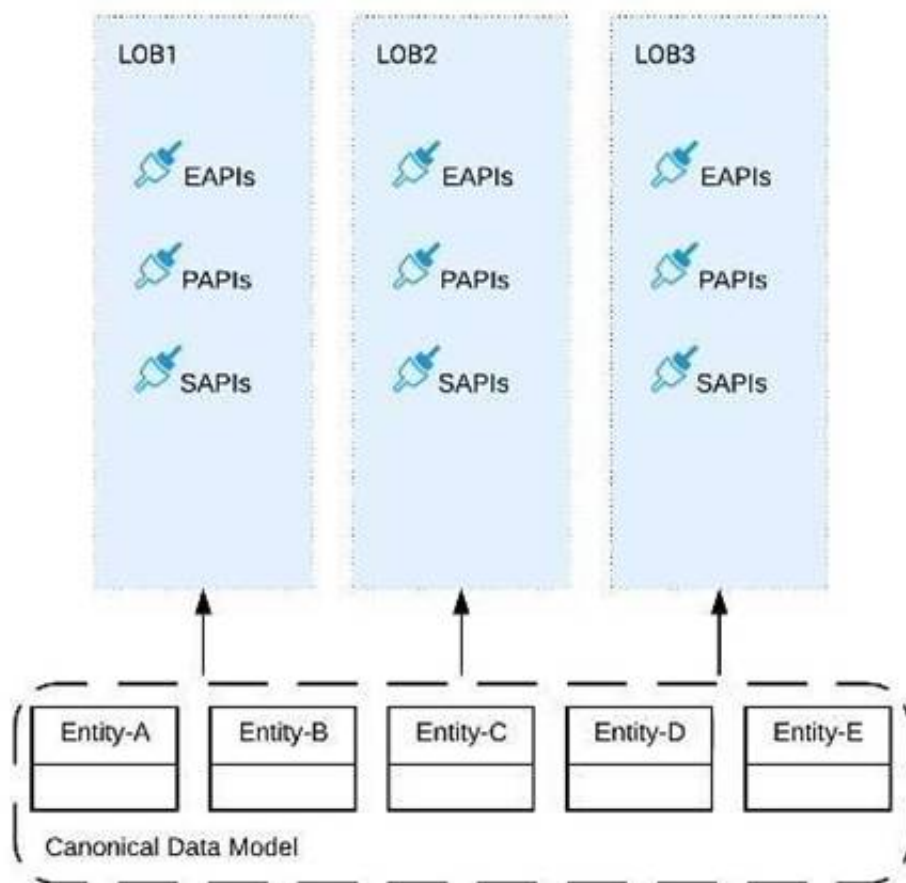 LOB1
EAPIs
PAPIs
SAPIs
LOB2
EAPIs
PAPIs
SAPIs
LOB3
EAPIs
PAPIs
SAPIs
Entity-A
Entity-B
Entity-C
Entity-D
Entity-E
Canonical Data Model